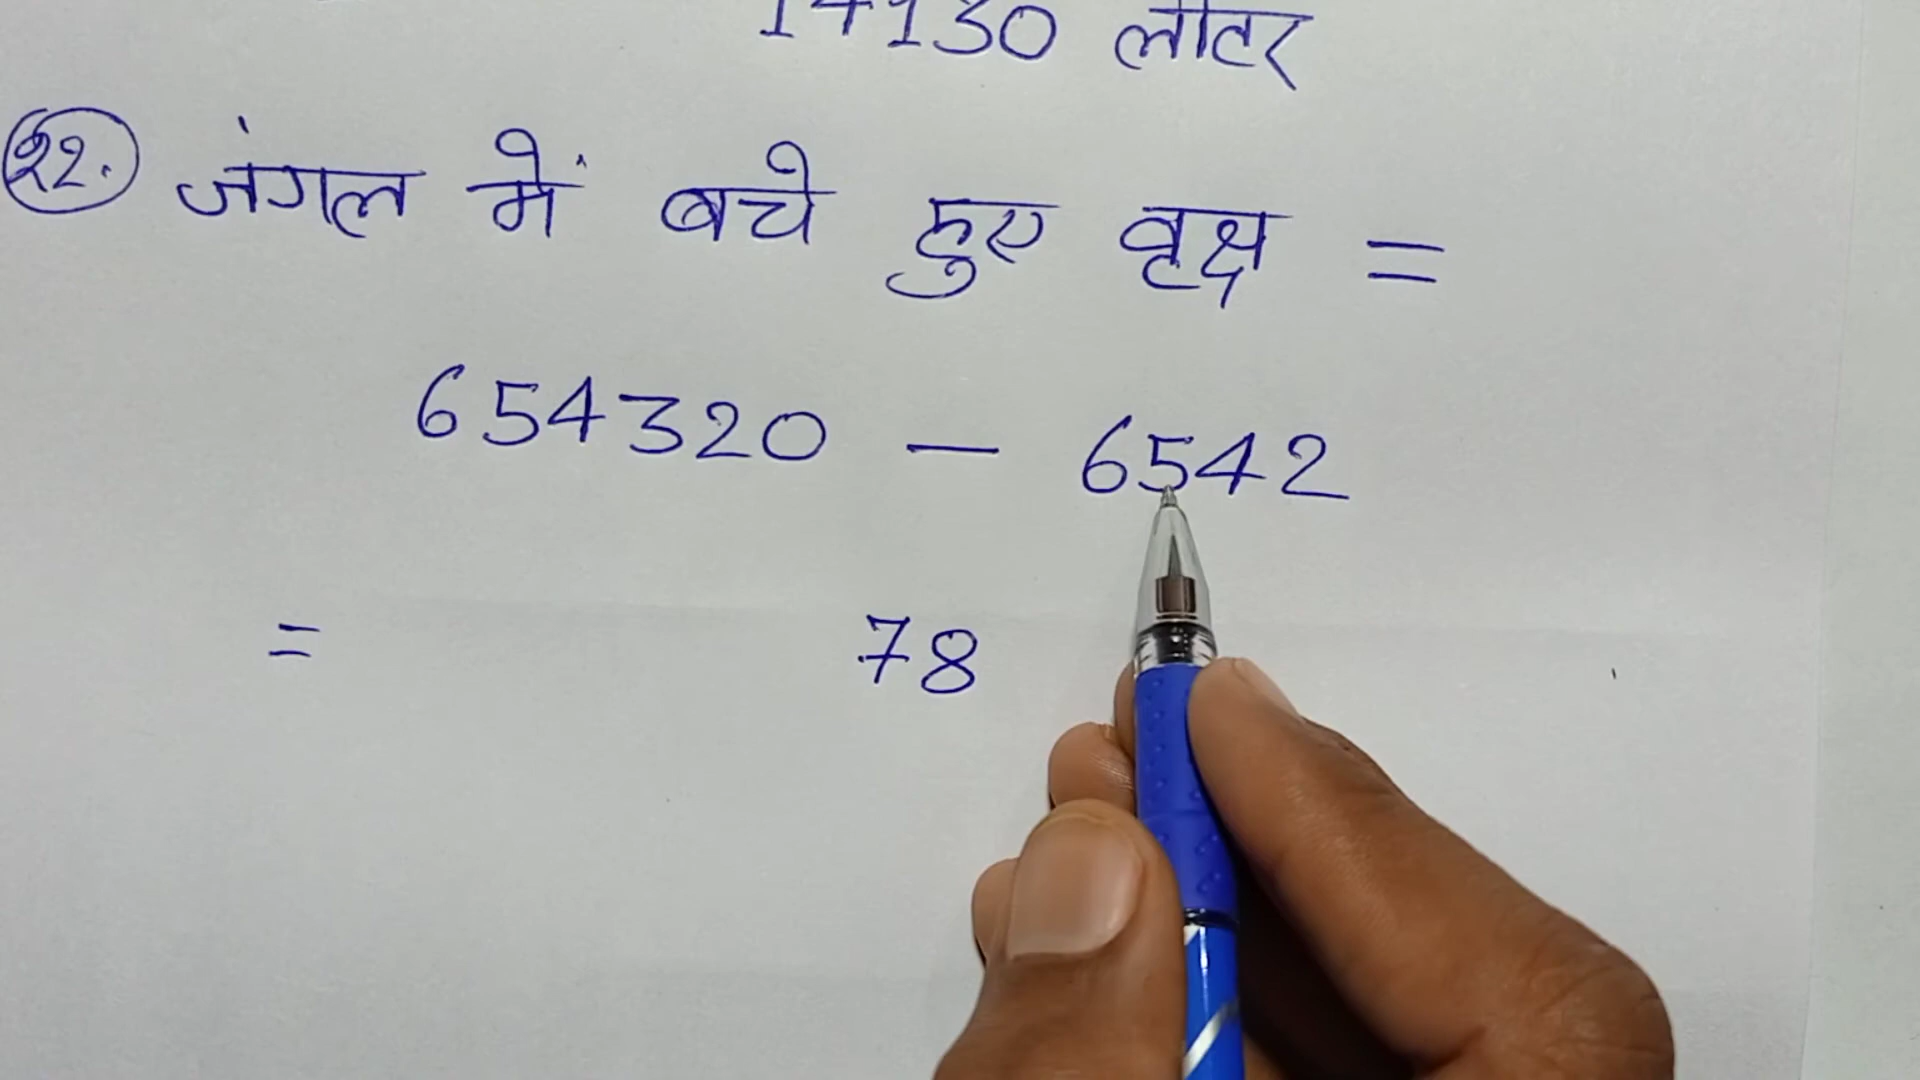 14130 लीटर
22. जंगल में बचे हुए वृक्ष =
654320 - 6542
= 78